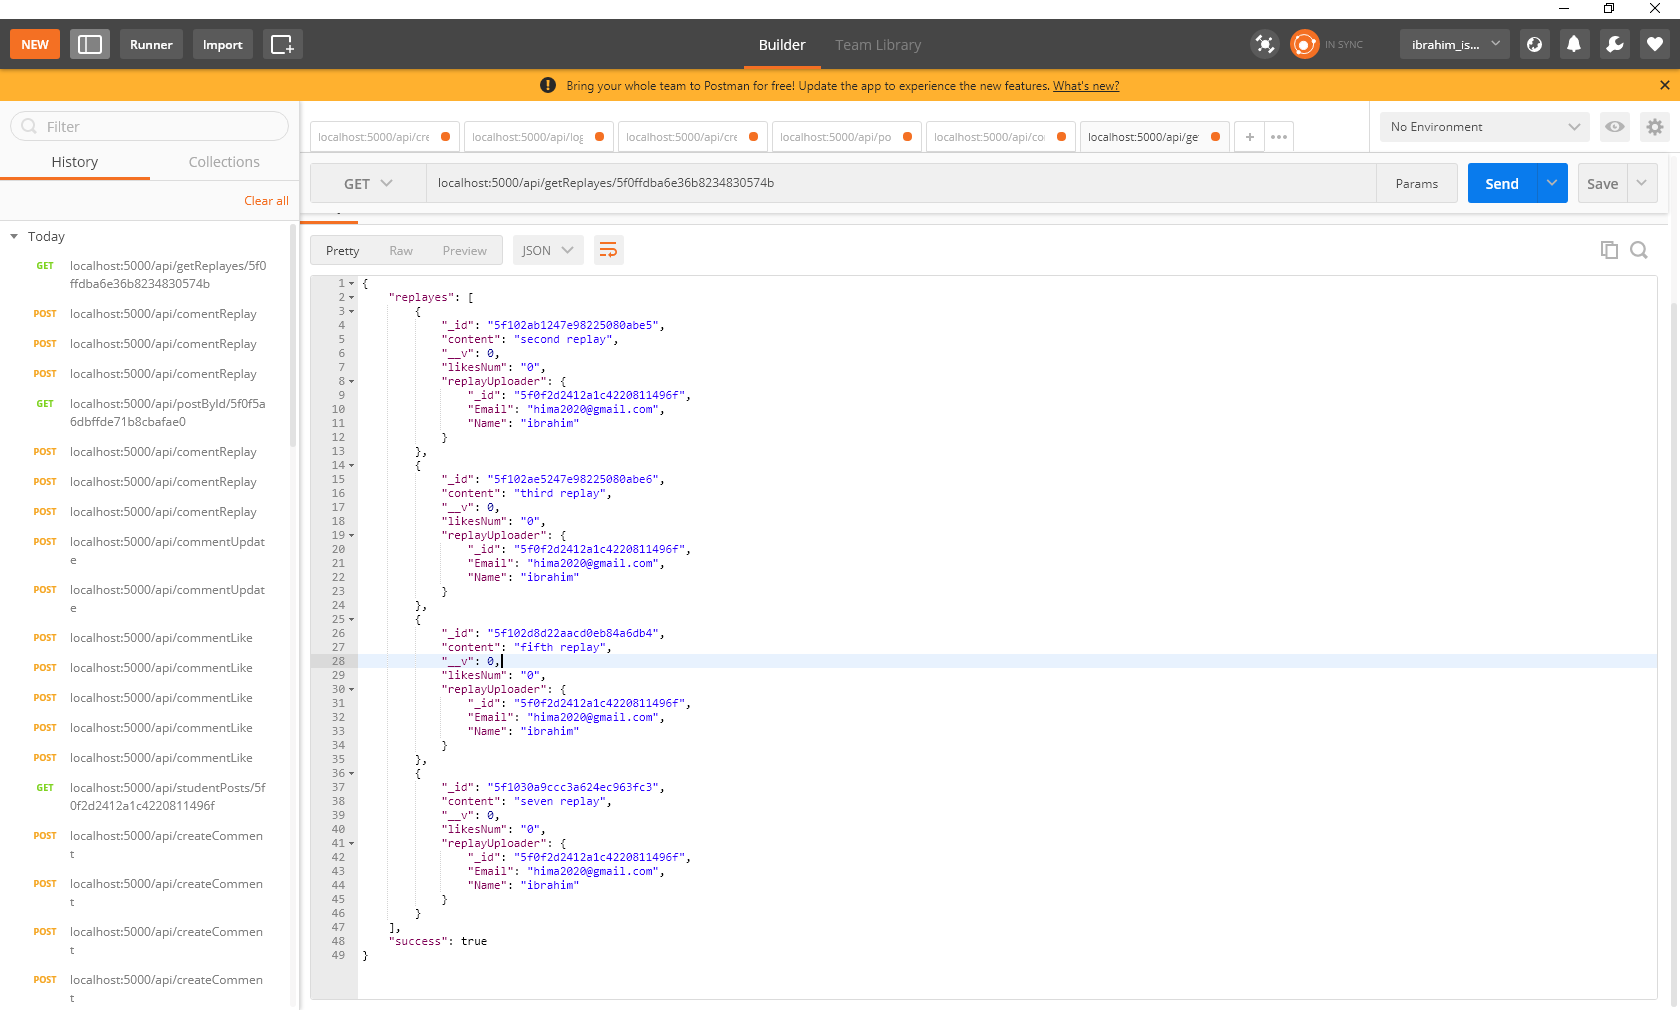 NEW
Runner
Import
Builder
Team Library
IN SYNC
ibrahim_is...
Bring your whole team to Postman for free! Update the app to experience the new features. What's new?
Filter
History
Collections
Clear all
Today
GET localhost:5000/api/getReplayes/5f0
ffdba6e36b8234830574b
POST localhost:5000/api/comentReplay
POST localhost:5000/api/comentReplay
POST localhost:5000/api/comentReplay
GET localhost:5000/api/postById/5f0f5a
6dbffde71b8cbafae0
POST localhost:5000/api/comentReplay
POST localhost:5000/api/comentReplay
POST localhost:5000/api/comentReplay
POST localhost:5000/api/commentUpdat
e
POST localhost:5000/api/commentUpdat
e
POST localhost:5000/api/commentLike
POST localhost:5000/api/commentLike
POST localhost:5000/api/commentLike
POST localhost:5000/api/commentLike
POST localhost:5000/api/commentLike
GET localhost:5000/api/studentPosts/5f
0f2d2412a1c4220811496f
POST localhost:5000/api/createCommen
t
POST localhost:5000/api/createCommen
t
POST localhost:5000/api/createCommen
t
POST localhost:5000/api/createCommen
t
localhost:5000/api/cre
localhost:5000/api/log
localhost:5000/api/cre
localhost:5000/api/po
localhost:5000/api/co
localhost:5000/api/ge
No Environment
GET
localhost:5000/api/getReplayes/5f0ffdba6e36b8234830574b
Params
Send
Save
Pretty
Raw
Preview
JSON
1 {
2 "replayes": [
3 {
4 "_id": "5f102ab1247e98225080abe5",
5 "content": "second replay",
6 "__v": 0,
7 "likesNum": "0",
8 "replayUploader": {
9 "_id": "5f0f2d2412a1c4220811496f",
10 "Email": "hima2020@gmail.com",
11 "Name": "ibrahim"
12 }
13 },
14 {
15 "_id": "5f102ae5247e98225080abe6",
16 "content": "third replay",
17 "__v": 0,
18 "likesNum": "0",
19 "replayUploader": {
20 "_id": "5f0f2d2412a1c4220811496f",
21 "Email": "hima2020@gmail.com",
22 "Name": "ibrahim"
23 }
24 },
25 {
26 "_id": "5f102d8d22aacd0eb84a6db4",
27 "content": "fifth replay",
28 "__v": 0,
29 "likesNum": "0",
30 "replayUploader": {
31 "_id": "5f0f2d2412a1c4220811496f",
32 "Email": "hima2020@gmail.com",
33 "Name": "ibrahim"
34 }
35 },
36 {
37 "_id": "5f1030a9ccc3a624ec963fc3",
38 "content": "seven replay",
39 "__v": 0,
40 "likesNum": "0",
41 "replayUploader": {
42 "_id": "5f0f2d2412a1c4220811496f",
43 "Email": "hima2020@gmail.com",
44 "Name": "ibrahim"
45 }
46 }
47 ],
48 "success": true
49 }